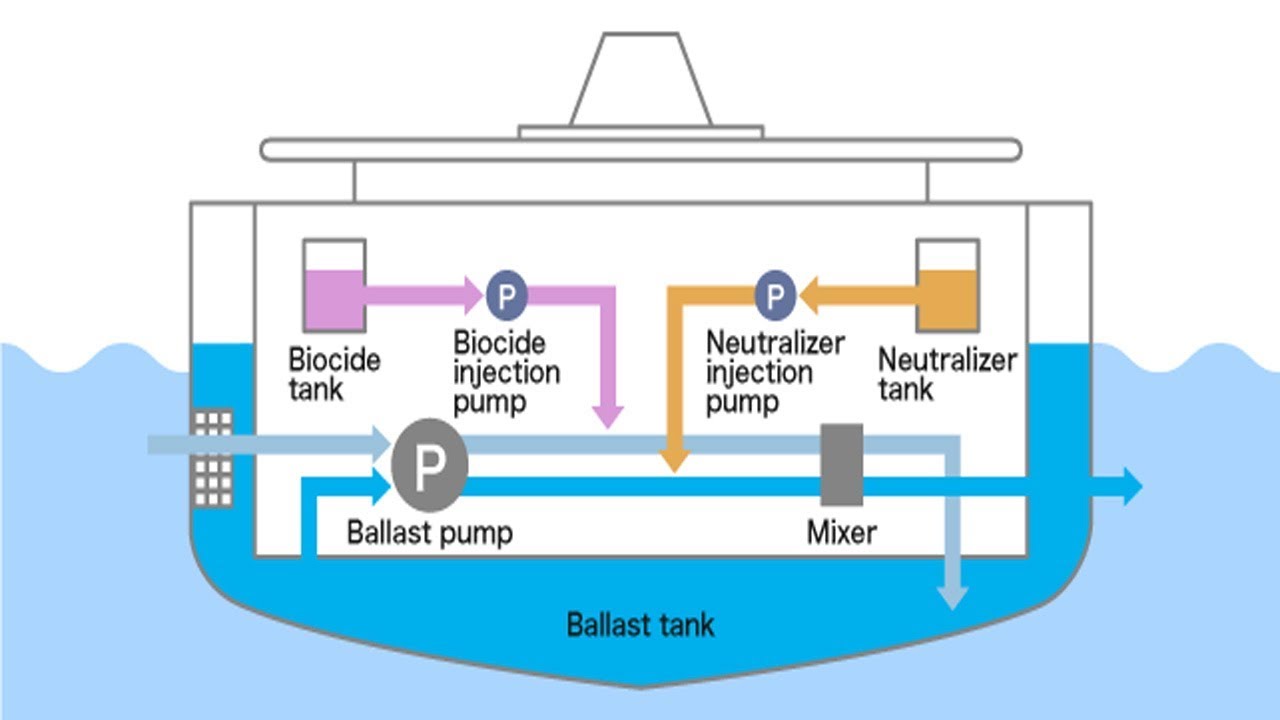 P
P
Biocide
tank
Biocide
injection
pump
Neutralizer
injection
pump
Neutralizer
tank
P
Ballast pump
Mixer
Ballast tank